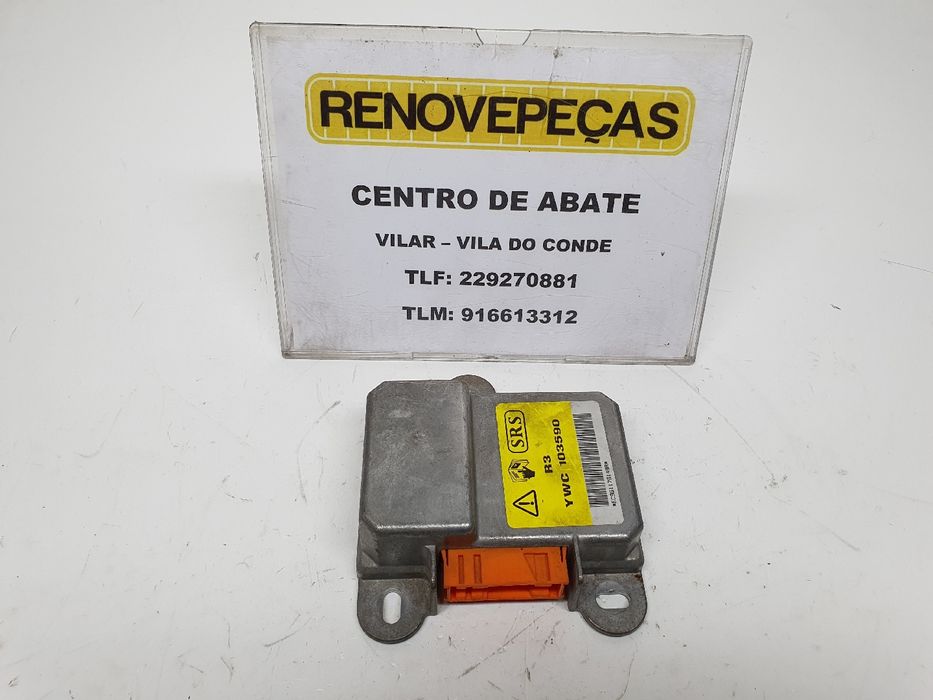 RENOVEPEÇAS
CENTRO DE ABATE
VILAR – VILA DO CONDE
TLF: 229270881
TLM: 916613312
SRS
R3
YWC 103590